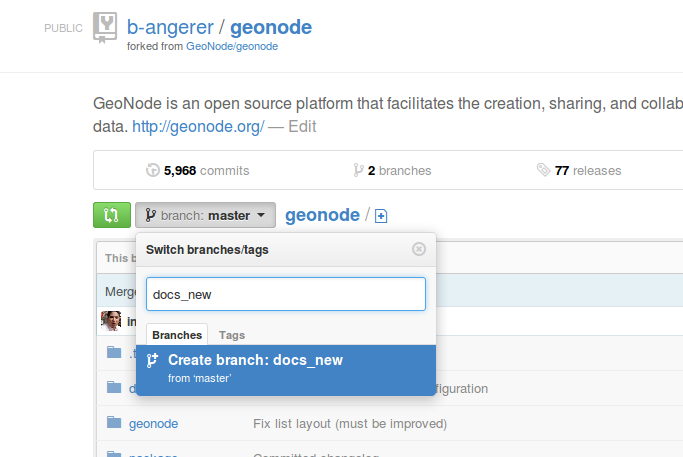 PUBLIC b-angerer / geonode
forked from GeoNode/geonode
GeoNode is an open source platform that facilitates the creation, sharing, and collab
data. http://geonode.org/ — Edit
5,968 commits 2 branches 77 releases
branch: master geonode /
Switch branches/tags
This b
docs_new
Merge
in
Branches Tags
Create branch: docs_new
from 'master'
.t
d figuration
geonode Fix list layout (must be improved)
package Committed changelog